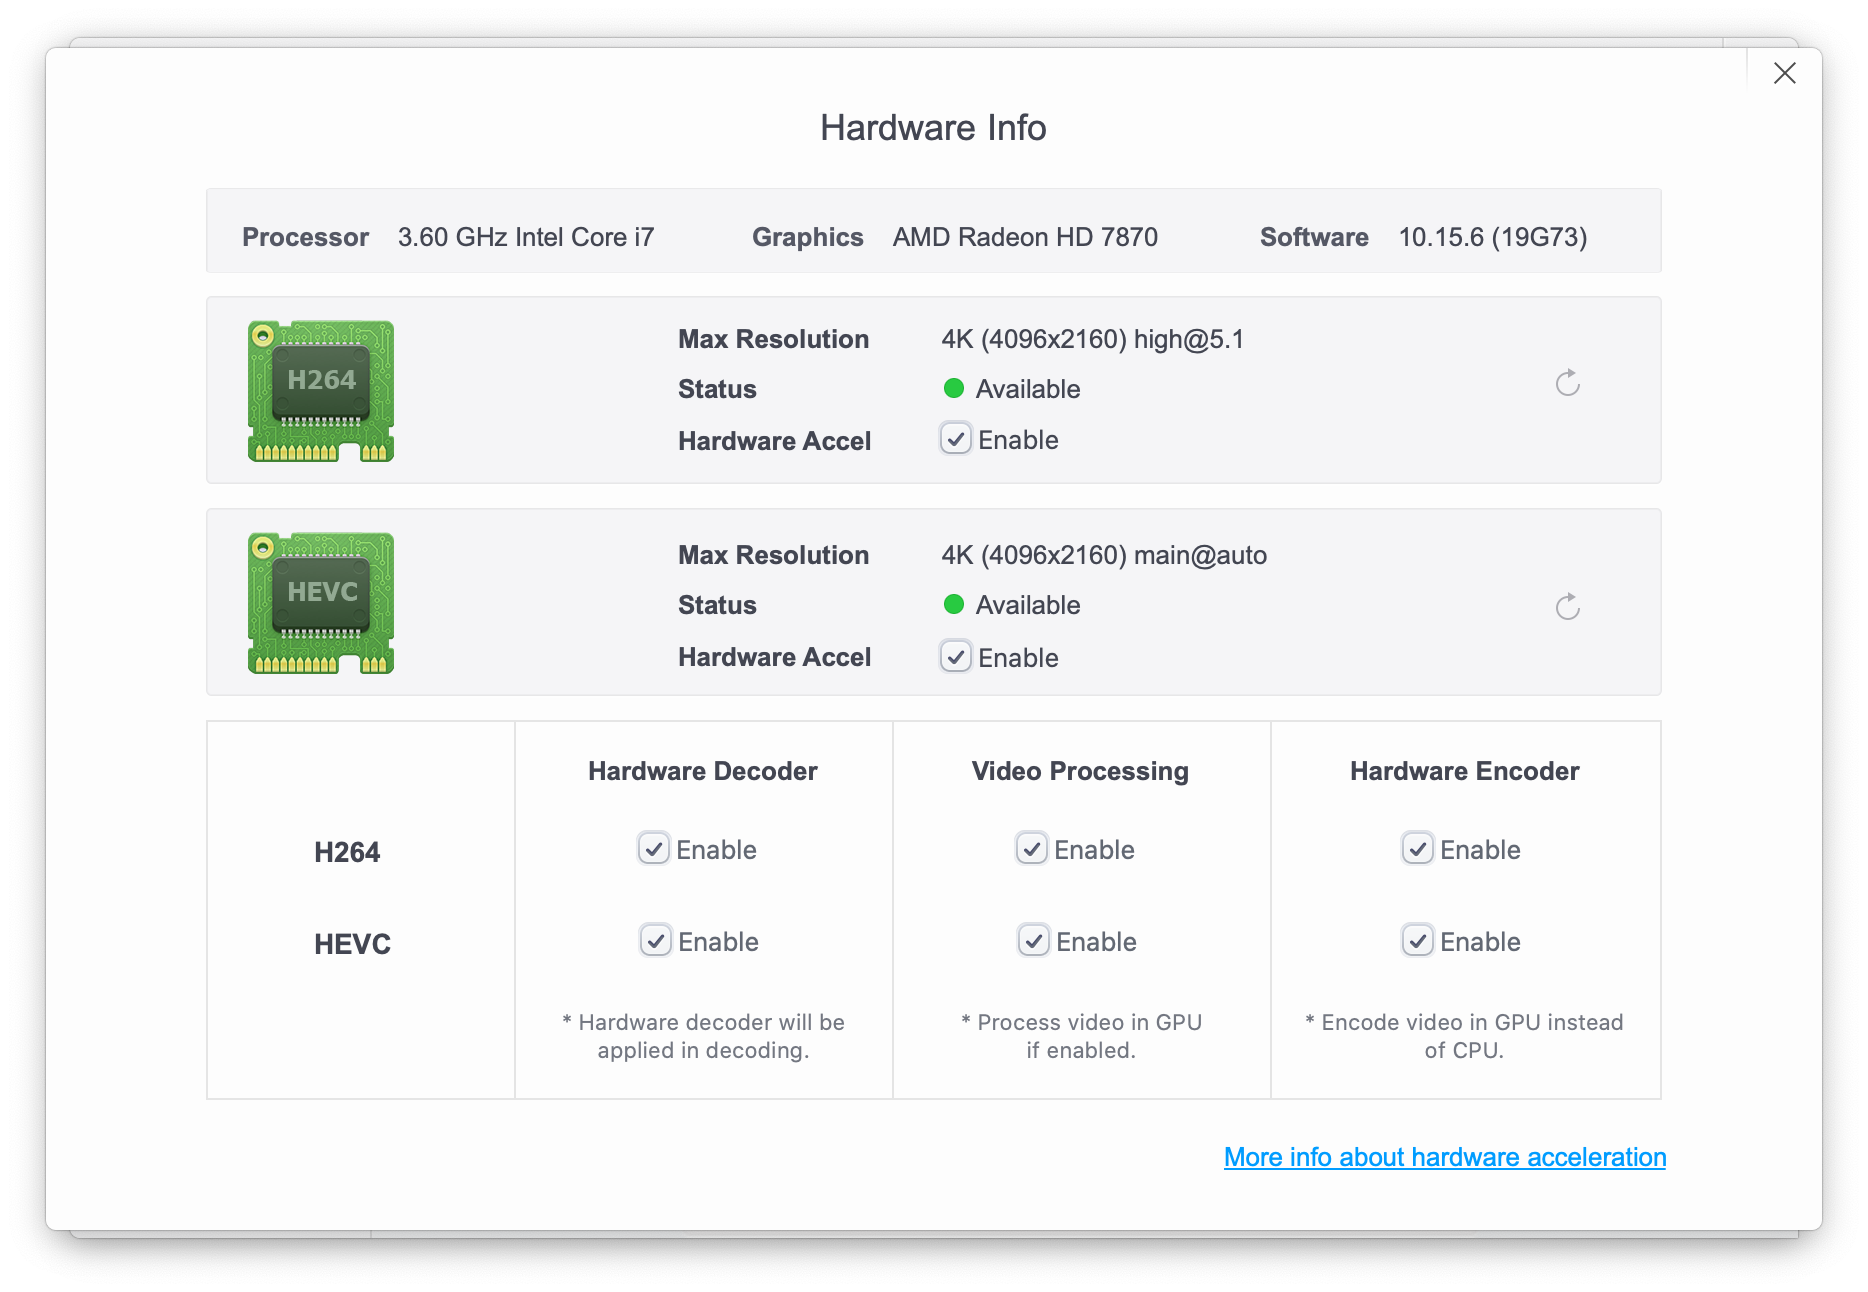 Hardware Info
Processor 3.60 GHz Intel Core i7 Graphics AMD Radeon HD 7870 Software 10.15.6 (19G73)
H264
Max Resolution 4K (4096x2160) high@5.1
Status Available
Hardware Accel Enable
HEVC
Max Resolution 4K (4096x2160) main@auto
Status Available
Hardware Accel Enable
Hardware Decoder Video Processing Hardware Encoder
H264 Enable Enable Enable
HEVC Enable Enable Enable
* Hardware decoder will be
applied in decoding.
* Process video in GPU
if enabled.
* Encode video in GPU instead
of CPU.
More info about hardware acceleration